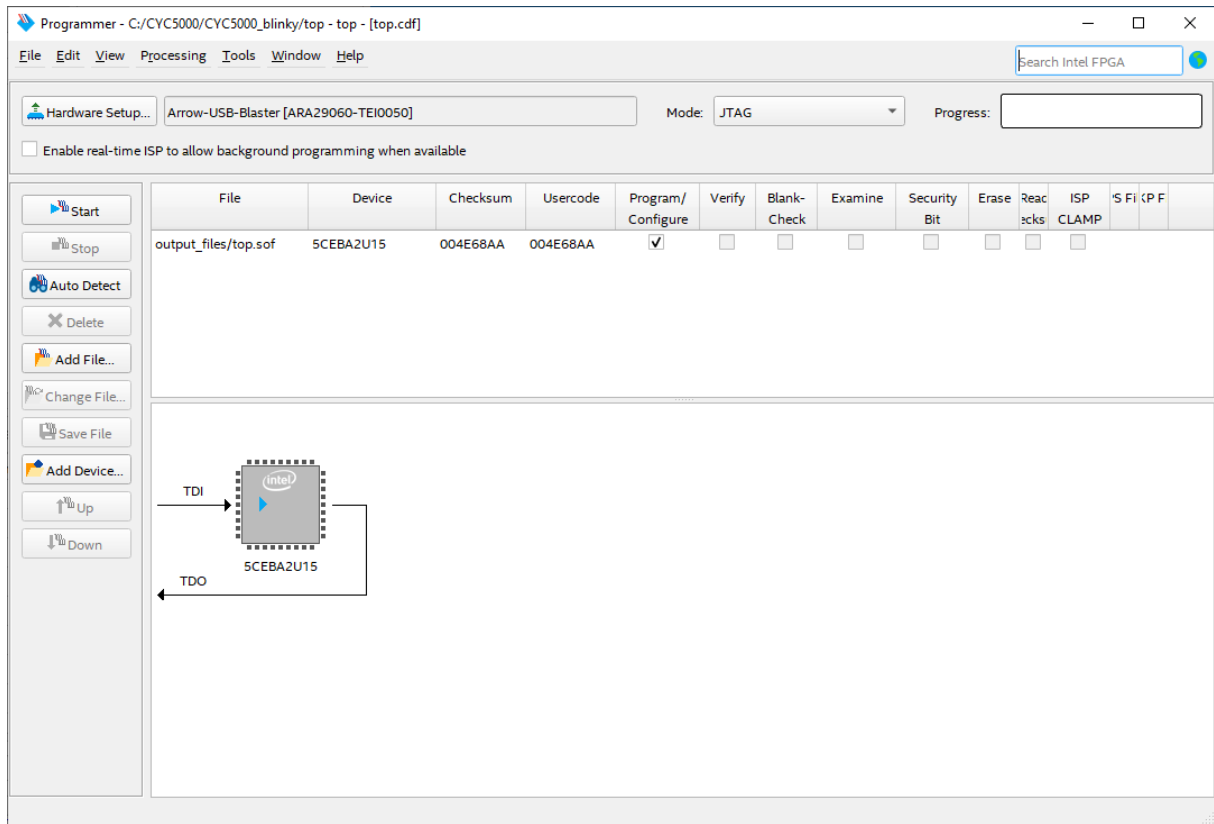 Programmer - C:/CYC5000/CYC5000_blinky/top - top - [top.cdf]
File Edit View Processing Tools Window Help
Search Intel FPGA
Hardware Setup... Arrow-USB-Blaster [ARA29060-TEI0050] Mode: JTAG Progress:
Enable real-time ISP to allow background programming when available
File Device Checksum Usercode Program/ Verify Blank- Examine Security Erase Reac ISP 'S Fi KP F
Configure Check Bit ecks CLAMP
output_files/top.sof 5CEBA2U15 004E68AA 004E68AA
Start
Stop
Auto Detect
Delete
Add File...
Change File...
Save File
Add Device...
Up
Down
intel
TDI
5CEBA2U15
TDO